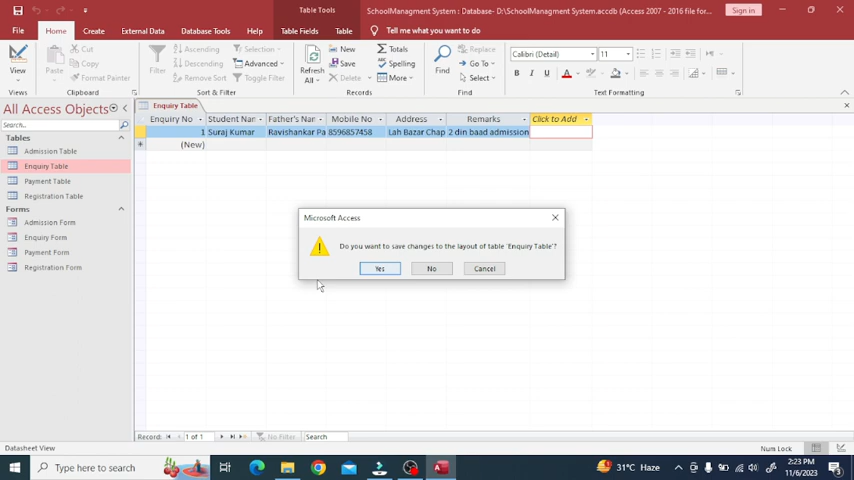 Table Tools
SchoolManagment System : Database- D:\SchoolManagment System.accdb (Access 2007 - 2016 file for...
Sign in
File
Home
Create
External Data
Database Tools
Help
Table Fields
Table
Tell me what you want to do
View
Views
Paste
Cut
Copy
Format Painter
Clipboard
Filter
Ascending
Descending
Remove Sort
Selection
Advanced
Toggle Filter
Sort & Filter
Refresh
All
New
Save
Delete
Totals
Spelling
More
Records
Find
Replace
Go To
Select
Find
Calibri (Detail)
11
B I U
Text Formatting
All Access Objects
Search...
Tables
Admission Table
Enquiry Table
Payment Table
Registration Table
Forms
Admission Form
Enquiry Form
Payment Form
Registration Form
Enquiry Table
Enquiry No Student Nar Father's Nar Mobile No Address Remarks Click to Add
1 Suraj Kumar Ravishankar Pa 8596857458 Lah Bazar Chap 2 din baad admission
(New)
Microsoft Access
Do you want to save changes to the layout of table 'Enquiry Table'?
Yes No Cancel
Record: 1 of 1 No Filter Search
Datasheet View
Num Lock
Type here to search
31°C Haze
2:23 PM
11/6/2023
3